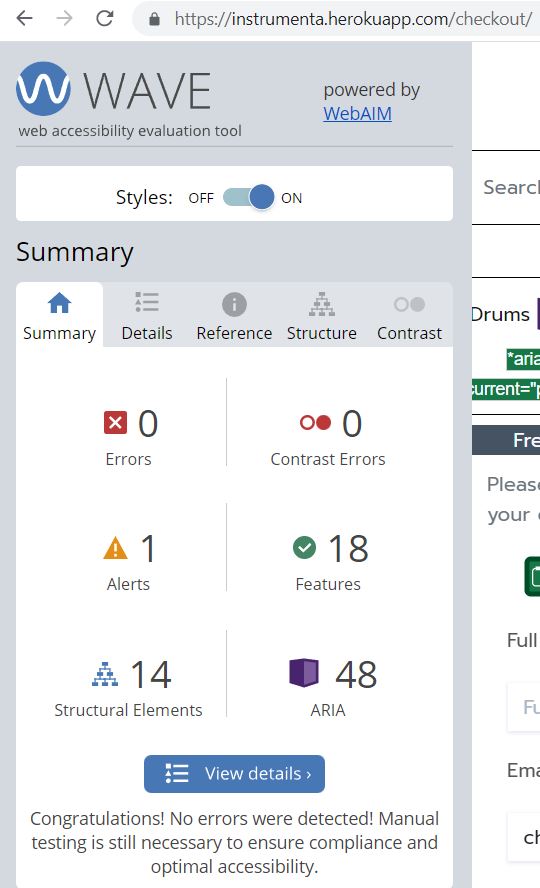 https://instrumenta.herokuapp.com/checkout/
WAVE
web accessibility evaluation tool
powered by
WebAIM
Styles: OFF ON
Summary
Summary Details Reference Structure Contrast
0 0
Errors Contrast Errors
1 18
Alerts Features
14 48
Structural Elements ARIA
View details ›
Congratulations! No errors were detected! Manual
testing is still necessary to ensure compliance and
optimal accessibility.
Search
Drums
*aria
current="p
Fre
Please
your
Full
Fu
Ema
ch